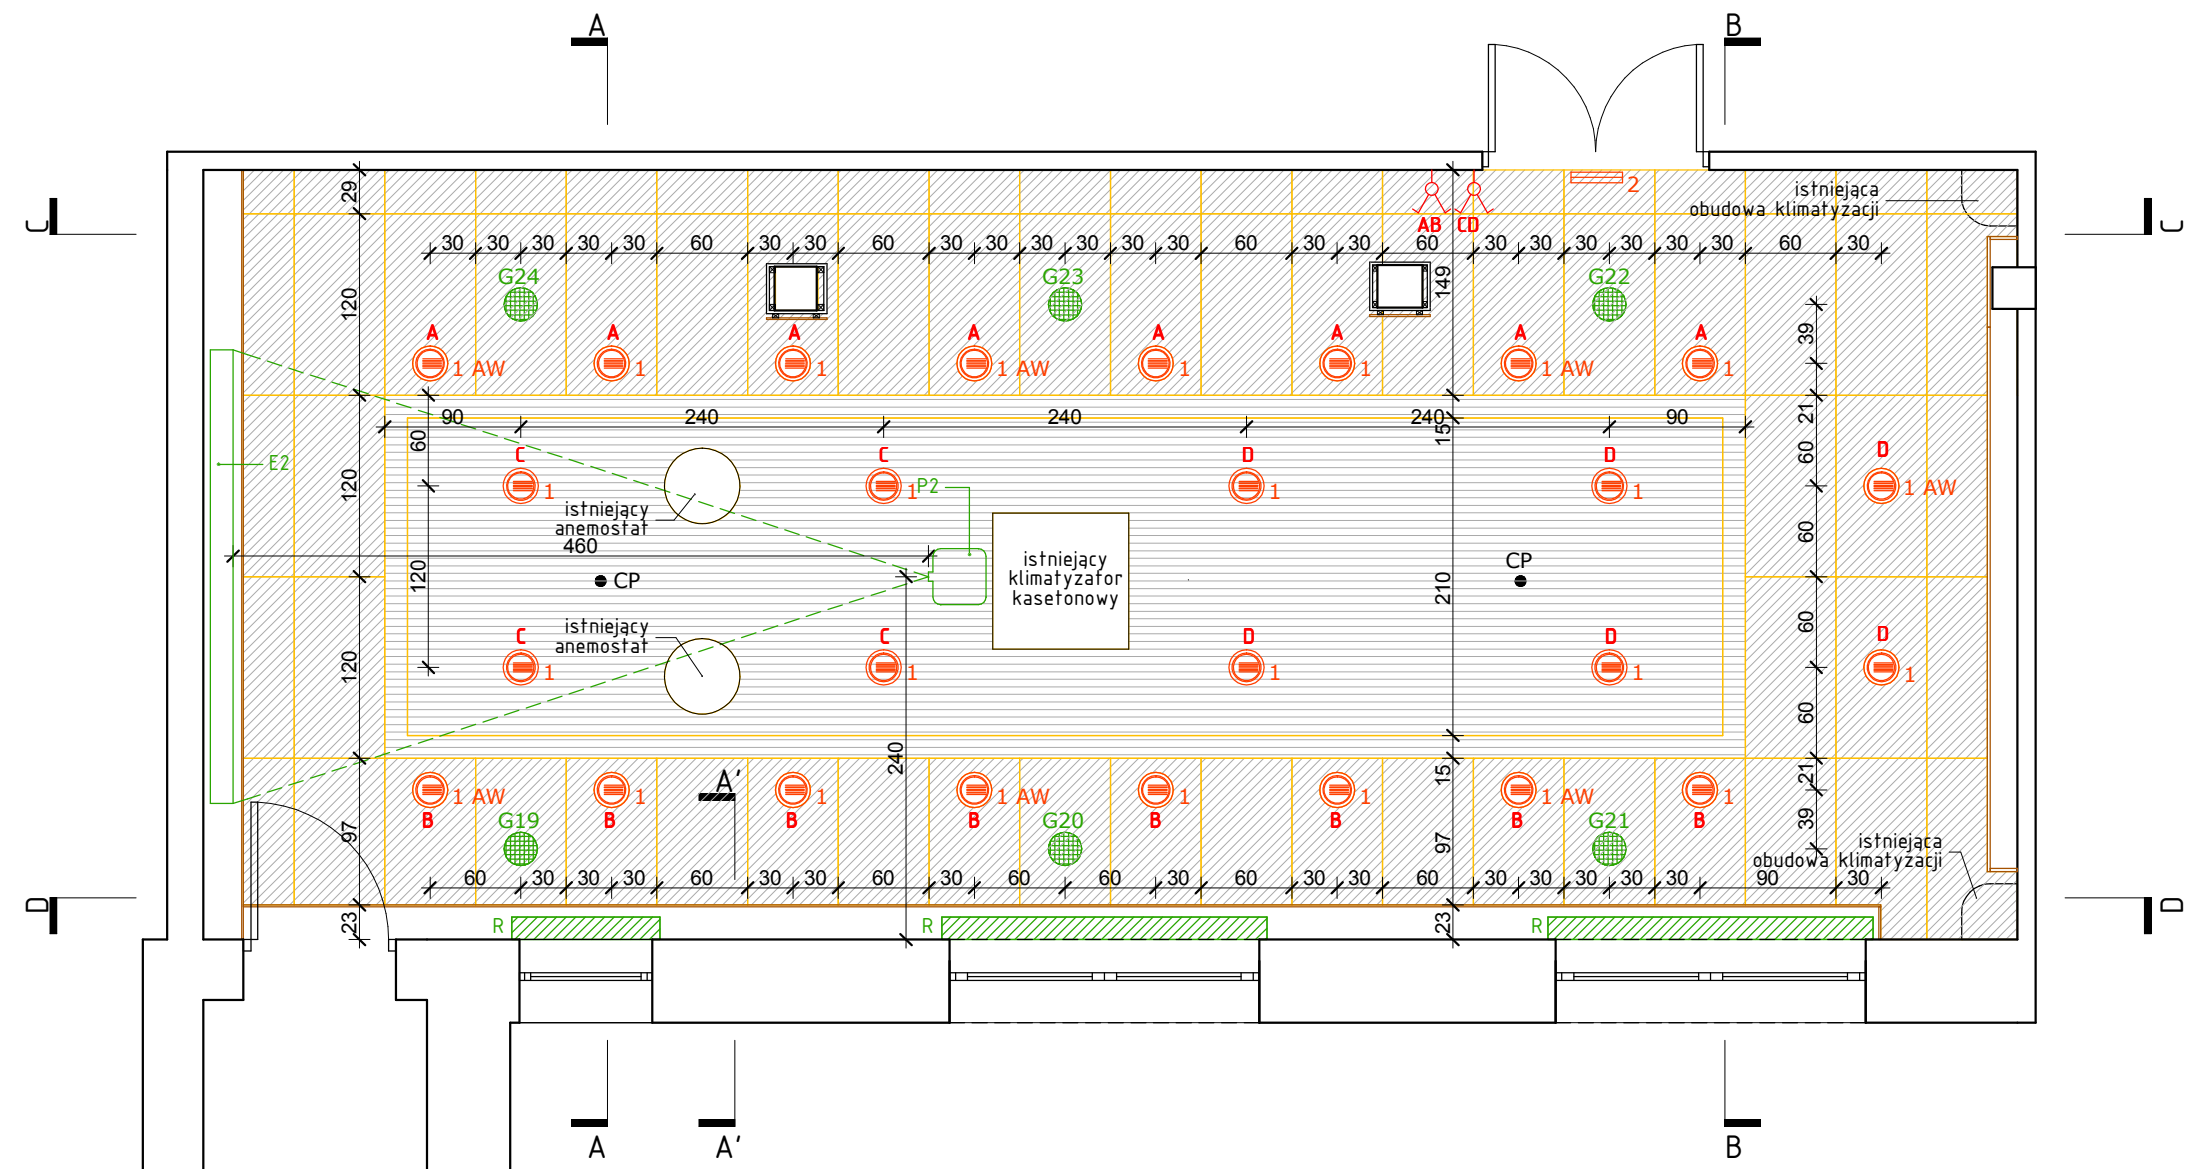 A
B
C
C
29
2
istniejąca
obudowa klimatyzacji
AB CD
30 30 30 30 30 60 30 30 60 30 30 30 30 30 30 60 30 30 60 30 30 30 30 30 30 60 30
G24
G23
G22
120
149
39
A A A A A A A A
1 AW 1 1 1 AW 1 1 1 AW 1
90 240 240 240 90
60
15
21
60
E2
120
C C D D D
1 1 1 1 1 AW
P2
istniejący
anemostat
460
120
CP
istniejący
klimatyzator
kasetonowy
CP
210
60
60
istniejący
anemostat
120
C C D D D
1 1 1 1 1
60
240
15
21
A'
1 AW 1 1 1 AW 1 1 1 AW 1
B B B B B B B B
G19
G20
G21
97
97
39
istniejąca
obudowa klimatyzacji
60 30 30 30 60 30 30 60 30 60 60 30 30 60 30 30 60 30 30 30 30 30 90 30
D
D
23
R
R
23
R
A
A'
B